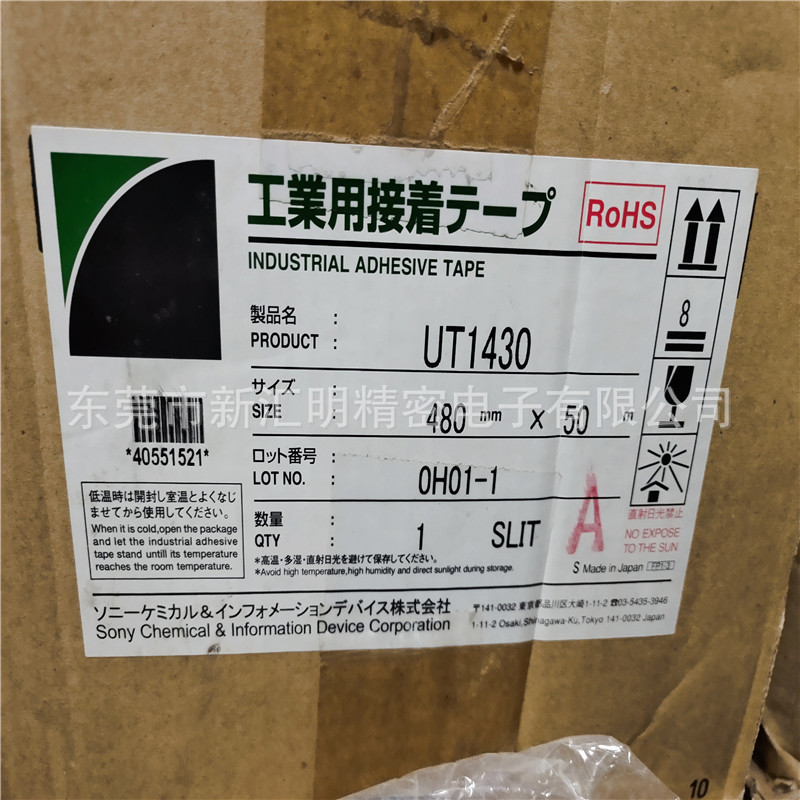 工業用接着テープ
RoHS
INDUSTRIAL ADHESIVE TAPE
製品名 :
PRODUCT : UT1430
サイズ :
SIZE : 480 mm x 50 m
ロット番号 :
LOT NO. : 0H01-1
数量 :
QTY : 1 SLIT
A
*高温・多湿・直射日光を避けて保存してください。
*Avoid high temperature,high humidity and direct sunlight during storage.
8
直射日光禁止
NO EXPOSE
TO THE SUN
S Made in Japan FP1-3
*40551521*
低温時は開封し室温とよくなじ
ませてから使用してください。
When it is cold,open the package
and let the industrial adhesive
tape stand untill its temperature
reaches the room temperature.
ソニーケミカル&インフォメーションデバイス株式会社
Sony Chemical & Information Device Corporation
〒141-0032 東京都品川区大崎1-11-2 ☎03-5435-3946
1-11-2 Osaki,Shinagawa-Ku,Tokyo 141-0032 Japan
东莞市新汇明精密电子有限公司
10